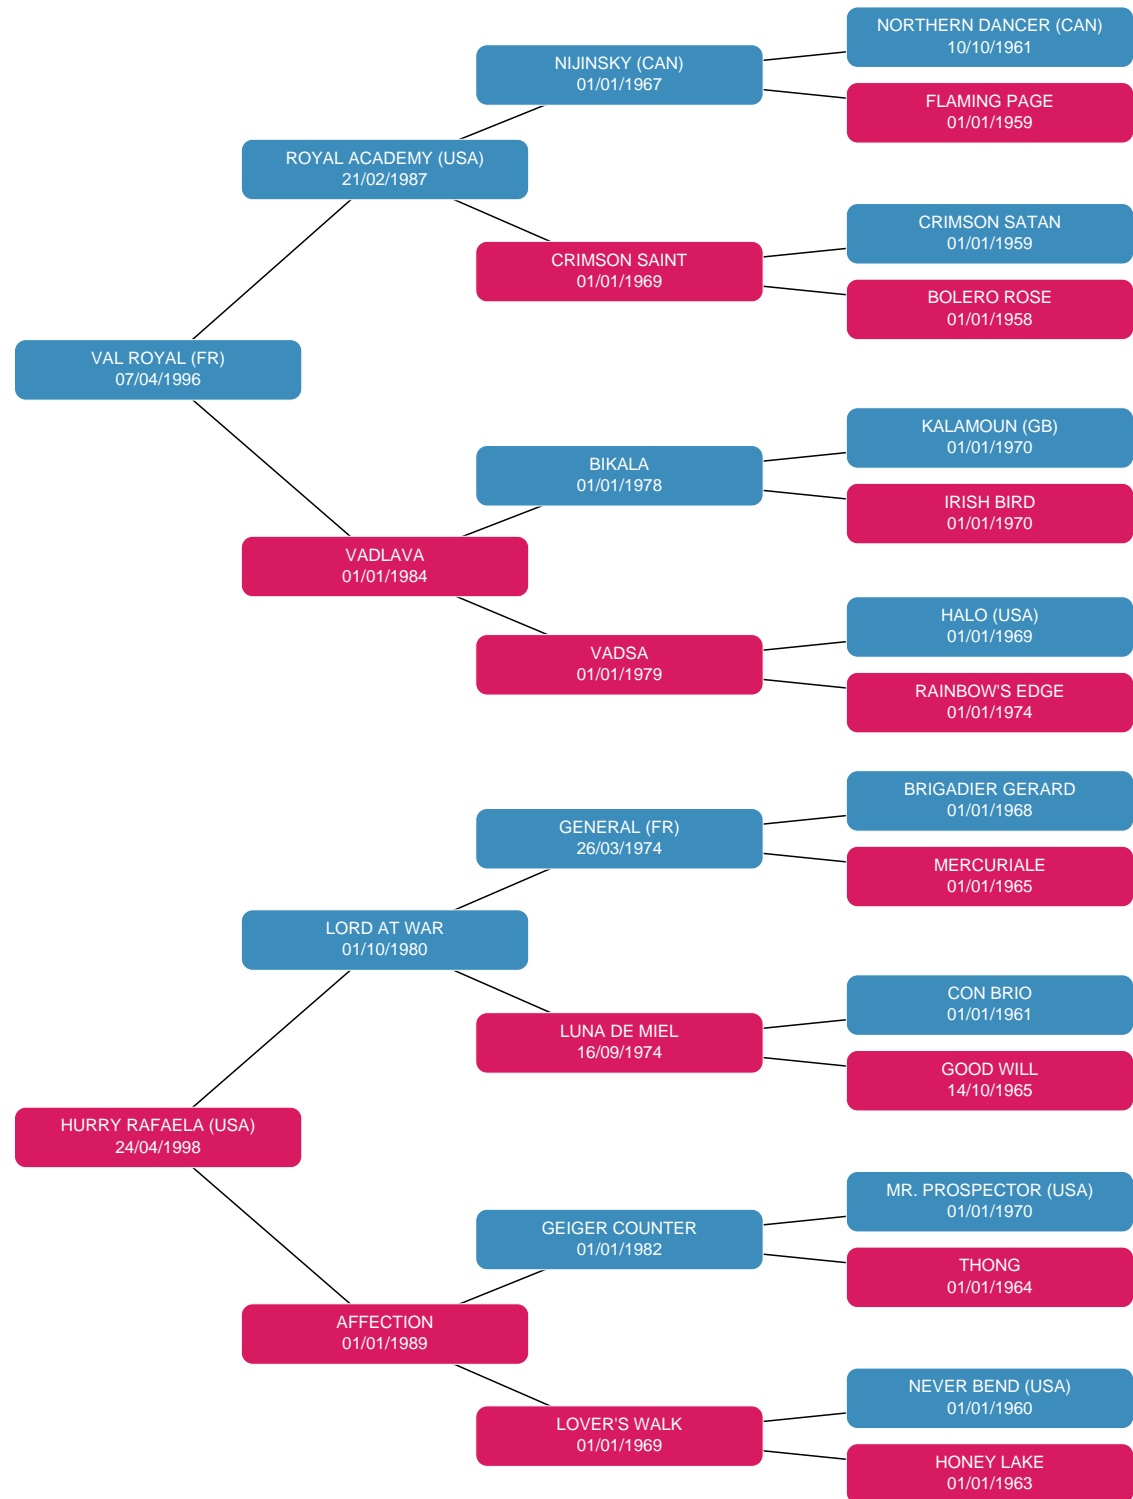 NORTHERN DANCER (CAN)
10/10/1961
NIJINSKY (CAN)
01/01/1967
FLAMING PAGE
01/01/1959
ROYAL ACADEMY (USA)
21/02/1987
CRIMSON SATAN
01/01/1959
CRIMSON SAINT
01/01/1969
BOLERO ROSE
01/01/1958
VAL ROYAL (FR)
07/04/1996
KALAMOUN (GB)
01/01/1970
BIKALA
01/01/1978
IRISH BIRD
01/01/1970
VADLAVA
01/01/1984
HALO (USA)
01/01/1969
VADSA
01/01/1979
RAINBOW'S EDGE
01/01/1974
BRIGADIER GERARD
01/01/1968
GENERAL (FR)
26/03/1974
MERCURIALE
01/01/1965
LORD AT WAR
01/10/1980
CON BRIO
01/01/1961
LUNA DE MIEL
16/09/1974
GOOD WILL
14/10/1965
HURRY RAFAELA (USA)
24/04/1998
MR. PROSPECTOR (USA)
01/01/1970
GEIGER COUNTER
01/01/1982
THONG
01/01/1964
AFFECTION
01/01/1989
NEVER BEND (USA)
01/01/1960
LOVER'S WALK
01/01/1969
HONEY LAKE
01/01/1963